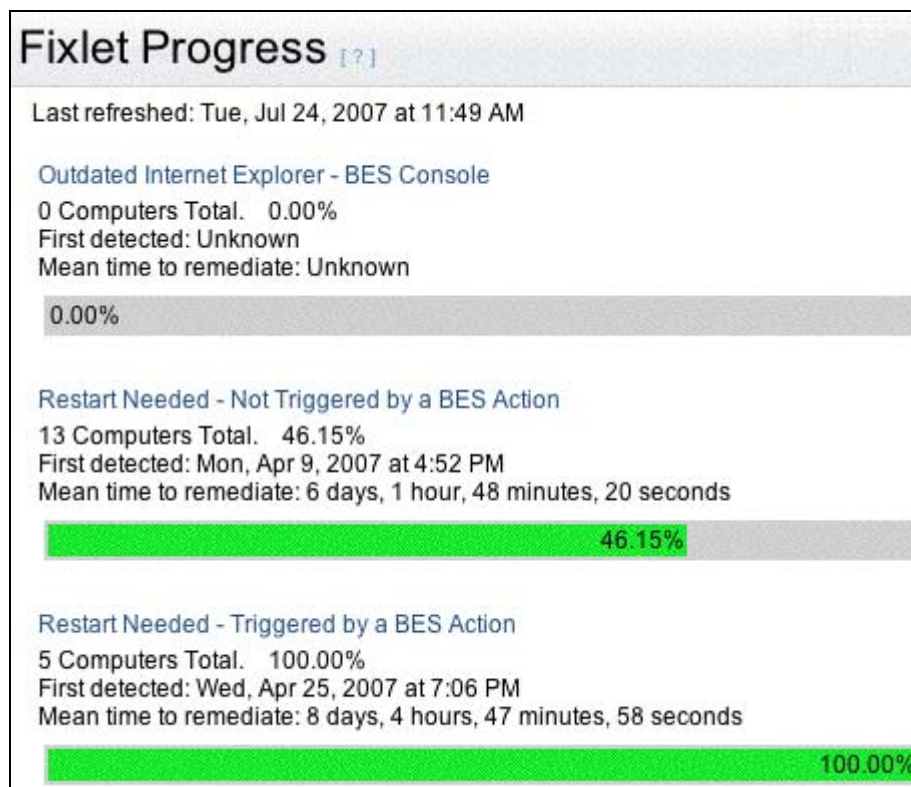 Fixlet Progress [ ? ]
Last refreshed: Tue, Jul 24, 2007 at 11:49 AM
Outdated Internet Explorer - BES Console
0 Computers Total. 0.00%
First detected: Unknown
Mean time to remediate: Unknown
0.00%
Restart Needed - Not Triggered by a BES Action
13 Computers Total. 46.15%
First detected: Mon, Apr 9, 2007 at 4:52 PM
Mean time to remediate: 6 days, 1 hour, 48 minutes, 20 seconds
46.15%
Restart Needed - Triggered by a BES Action
5 Computers Total. 100.00%
First detected: Wed, Apr 25, 2007 at 7:06 PM
Mean time to remediate: 8 days, 4 hours, 47 minutes, 58 seconds
100.00%